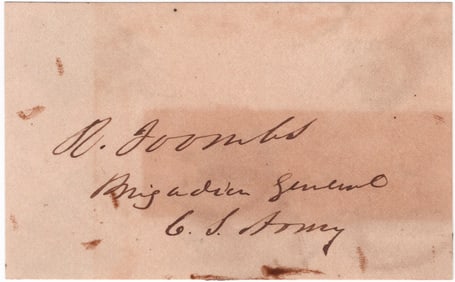 R. Toombs
Brigadier General
C. S. Army